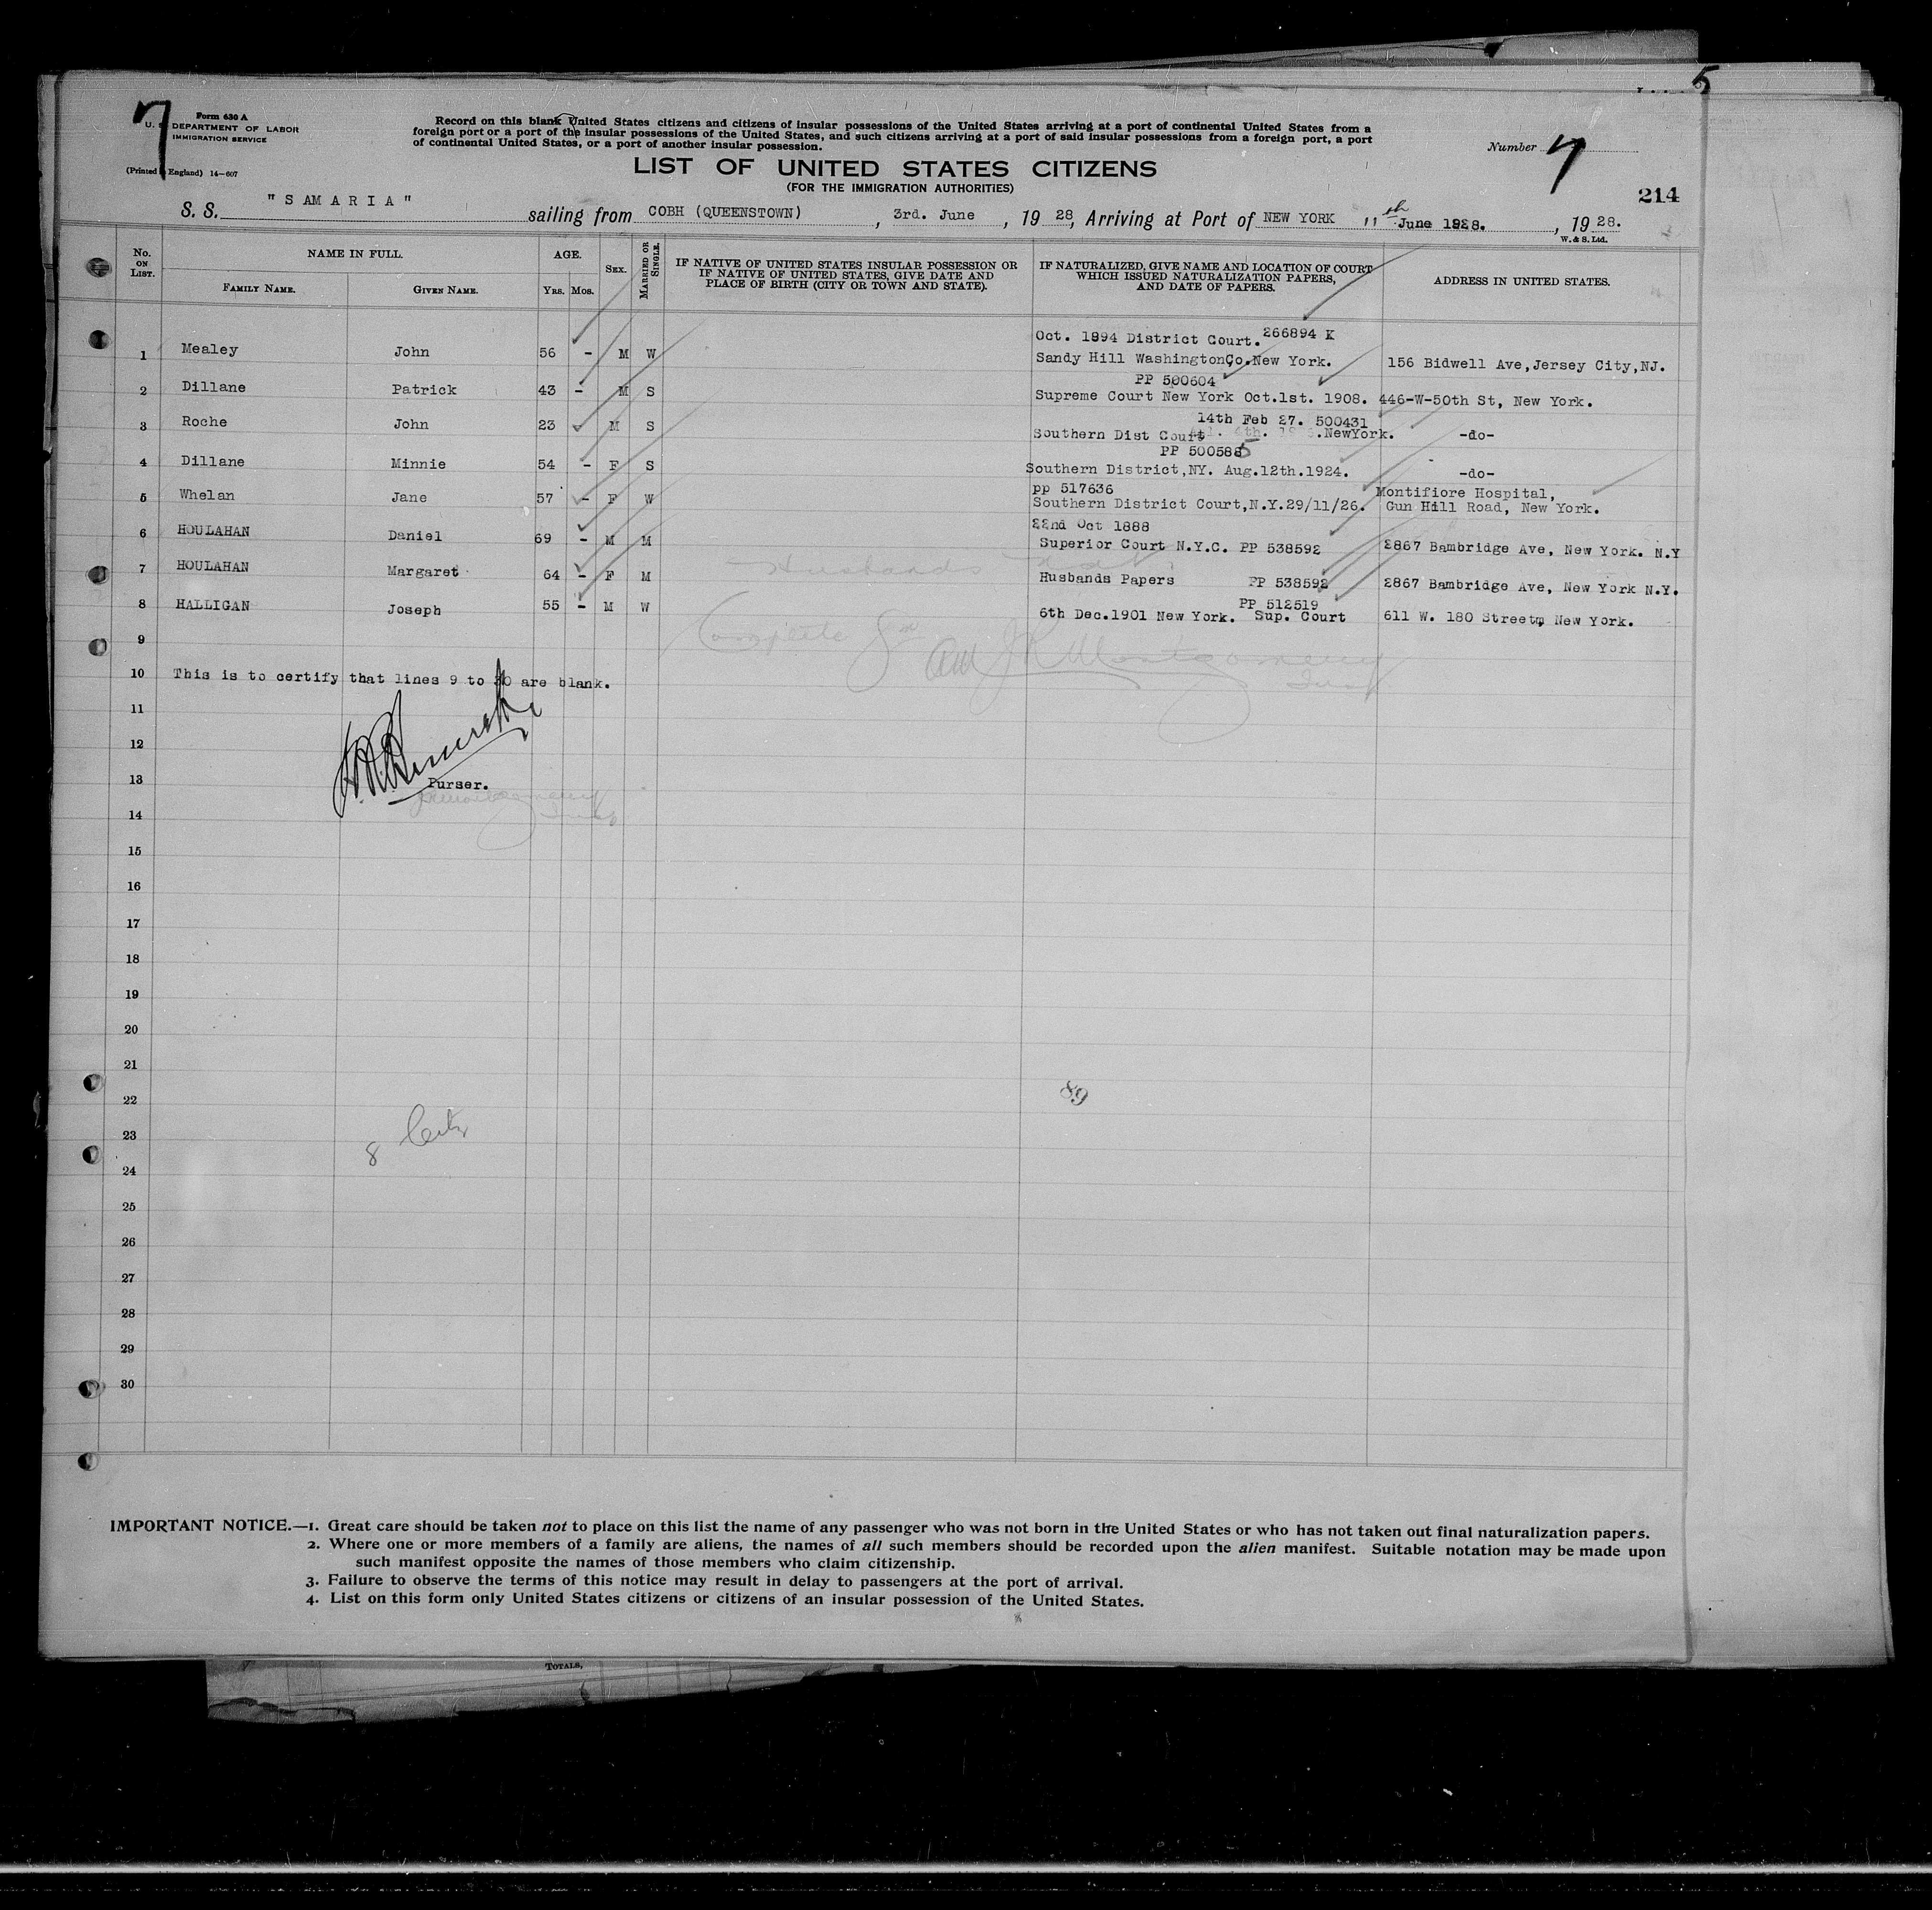 5
7
Form 630 A
U. S. DEPARTMENT OF LABOR
IMMIGRATION SERVICE
(Printed England) 14—607
Record on this blank United States citizens and citizens of insular possessions of the United States arriving at a port of continental United States from a
foreign port or a port of the insular possessions of the United States, and such citizens arriving at a port of said insular possessions from a foreign port, a port
of continental United States, or a port of another insular possession.
Number 7
LIST OF UNITED STATES CITIZENS
(FOR THE IMMIGRATION AUTHORITIES)
214
S. S. "SAMARIA" sailing from COBH (QUEENSTOWN), 3rd. June, 19 28, Arriving at Port of NEW YORK 11th June 1928., 19 28.
W. & S. Ltd.
No. ON LIST. NAME IN FULL. FAMILY NAME. GIVEN NAME. AGE. YRS. MOS. SEX. MARRIED OR SINGLE.
IF NATIVE OF UNITED STATES INSULAR POSSESSION OR
IF NATIVE OF UNITED STATES, GIVE DATE AND
PLACE OF BIRTH (CITY OR TOWN AND STATE).
IF NATURALIZED, GIVE NAME AND LOCATION OF COURT
WHICH ISSUED NATURALIZATION PAPERS,
AND DATE OF PAPERS.
ADDRESS IN UNITED STATES.
Oct. 1894 District Court. 266894 K
1 Mealey John 56 - M W Sandy Hill Washington Co. New York. 156 Bidwell Ave, Jersey City, NJ.
PP 500604
2 Dillane Patrick 43 - M S Supreme Court New York Oct.1st. 1908. 446-W-50th St, New York.
14th Feb 27. 500431
3 Roche John 23 M S Southern Dist Court .NewYork. -do-
PP 500585
4 Dillane Minnie 54 - F S Southern District,NY. Aug.12th.1924. -do-
pp 517636 Montifiore Hospital,
5 Whelan Jane 57 - F W Southern District Court,N.Y.29/11/26. Gun Hill Road, New York.
22nd Oct 1888
6 HOULAHAN Daniel 69 - M M Superior Court N.Y.C. PP 538592 2867 Bambridge Ave, New York. N.Y
7 HOULAHAN Margaret 64 - F M Husbands Husbands Papers PP 538592 2867 Bambridge Ave, New York N.Y.
PP 512519
8 HALLIGAN Joseph 55 - M W 6th Dec.1901 New York. Sup. Court 611 W. 180 Street, New York.
9
Complete
JR Montgomery
Insp.
10 This is to certify that lines 9 to 30 are blank.
11
12
13 Purser.
JR Montgomery
Insp
14
15
16
17
18
19
20
21
22
89
23
8
24
25
26
27
28
29
30
IMPORTANT NOTICE.—1. Great care should be taken not to place on this list the name of any passenger who was not born in the United States or who has not taken out final naturalization papers.
2. Where one or more members of a family are aliens, the names of all such members should be recorded upon the alien manifest. Suitable notation may be made upon
such manifest opposite the names of those members who claim citizenship.
3. Failure to observe the terms of this notice may result in delay to passengers at the port of arrival.
4. List on this form only United States citizens or citizens of an insular possession of the United States.
TOTALS,